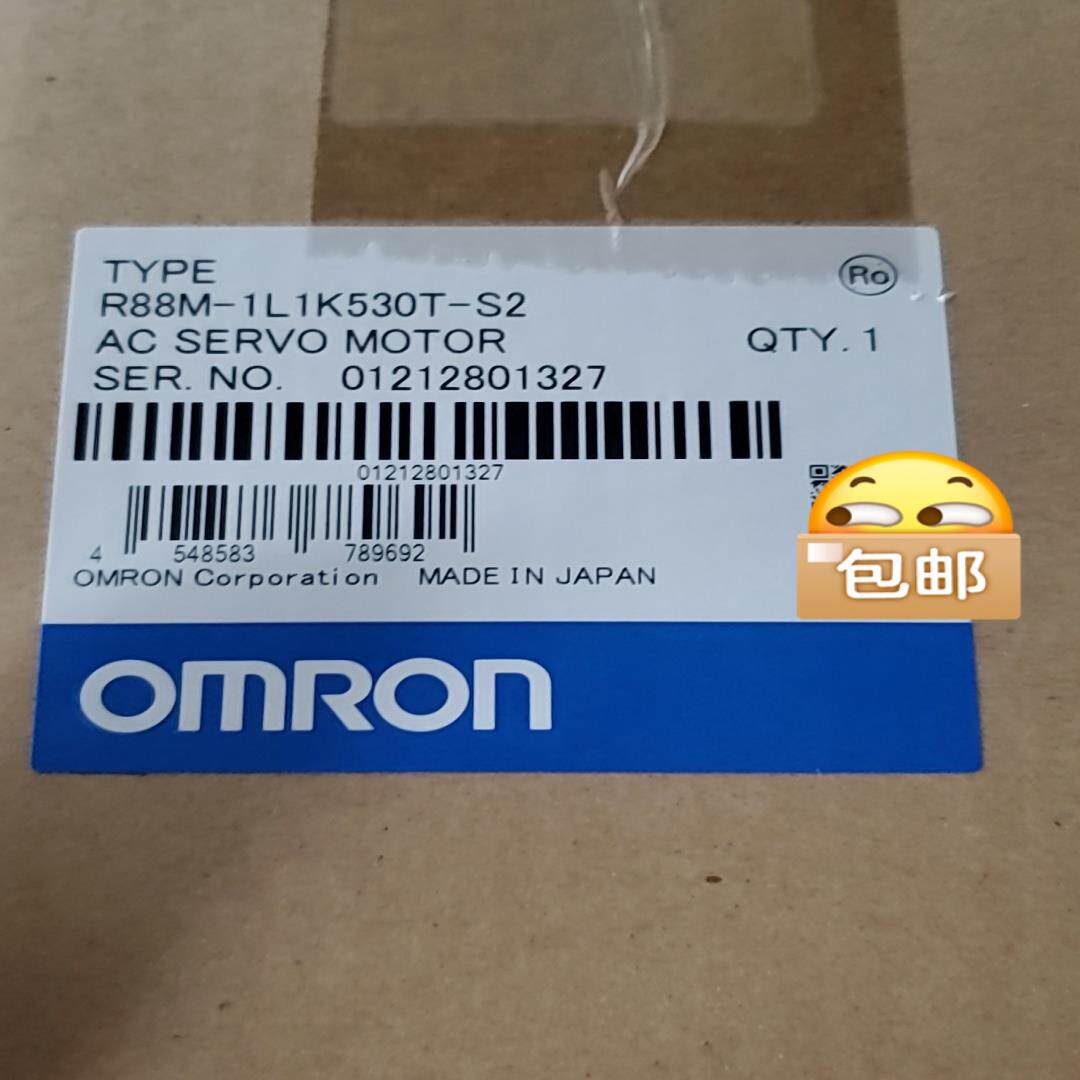 TYPE
Ro
R88M-1L1K530T-S2
AC SERVO MOTOR QTY. 1
SER. NO. 01212801327
01212801327
4 548583 789692
OMRON Corporation MADE IN JAPAN
包邮
OMRON